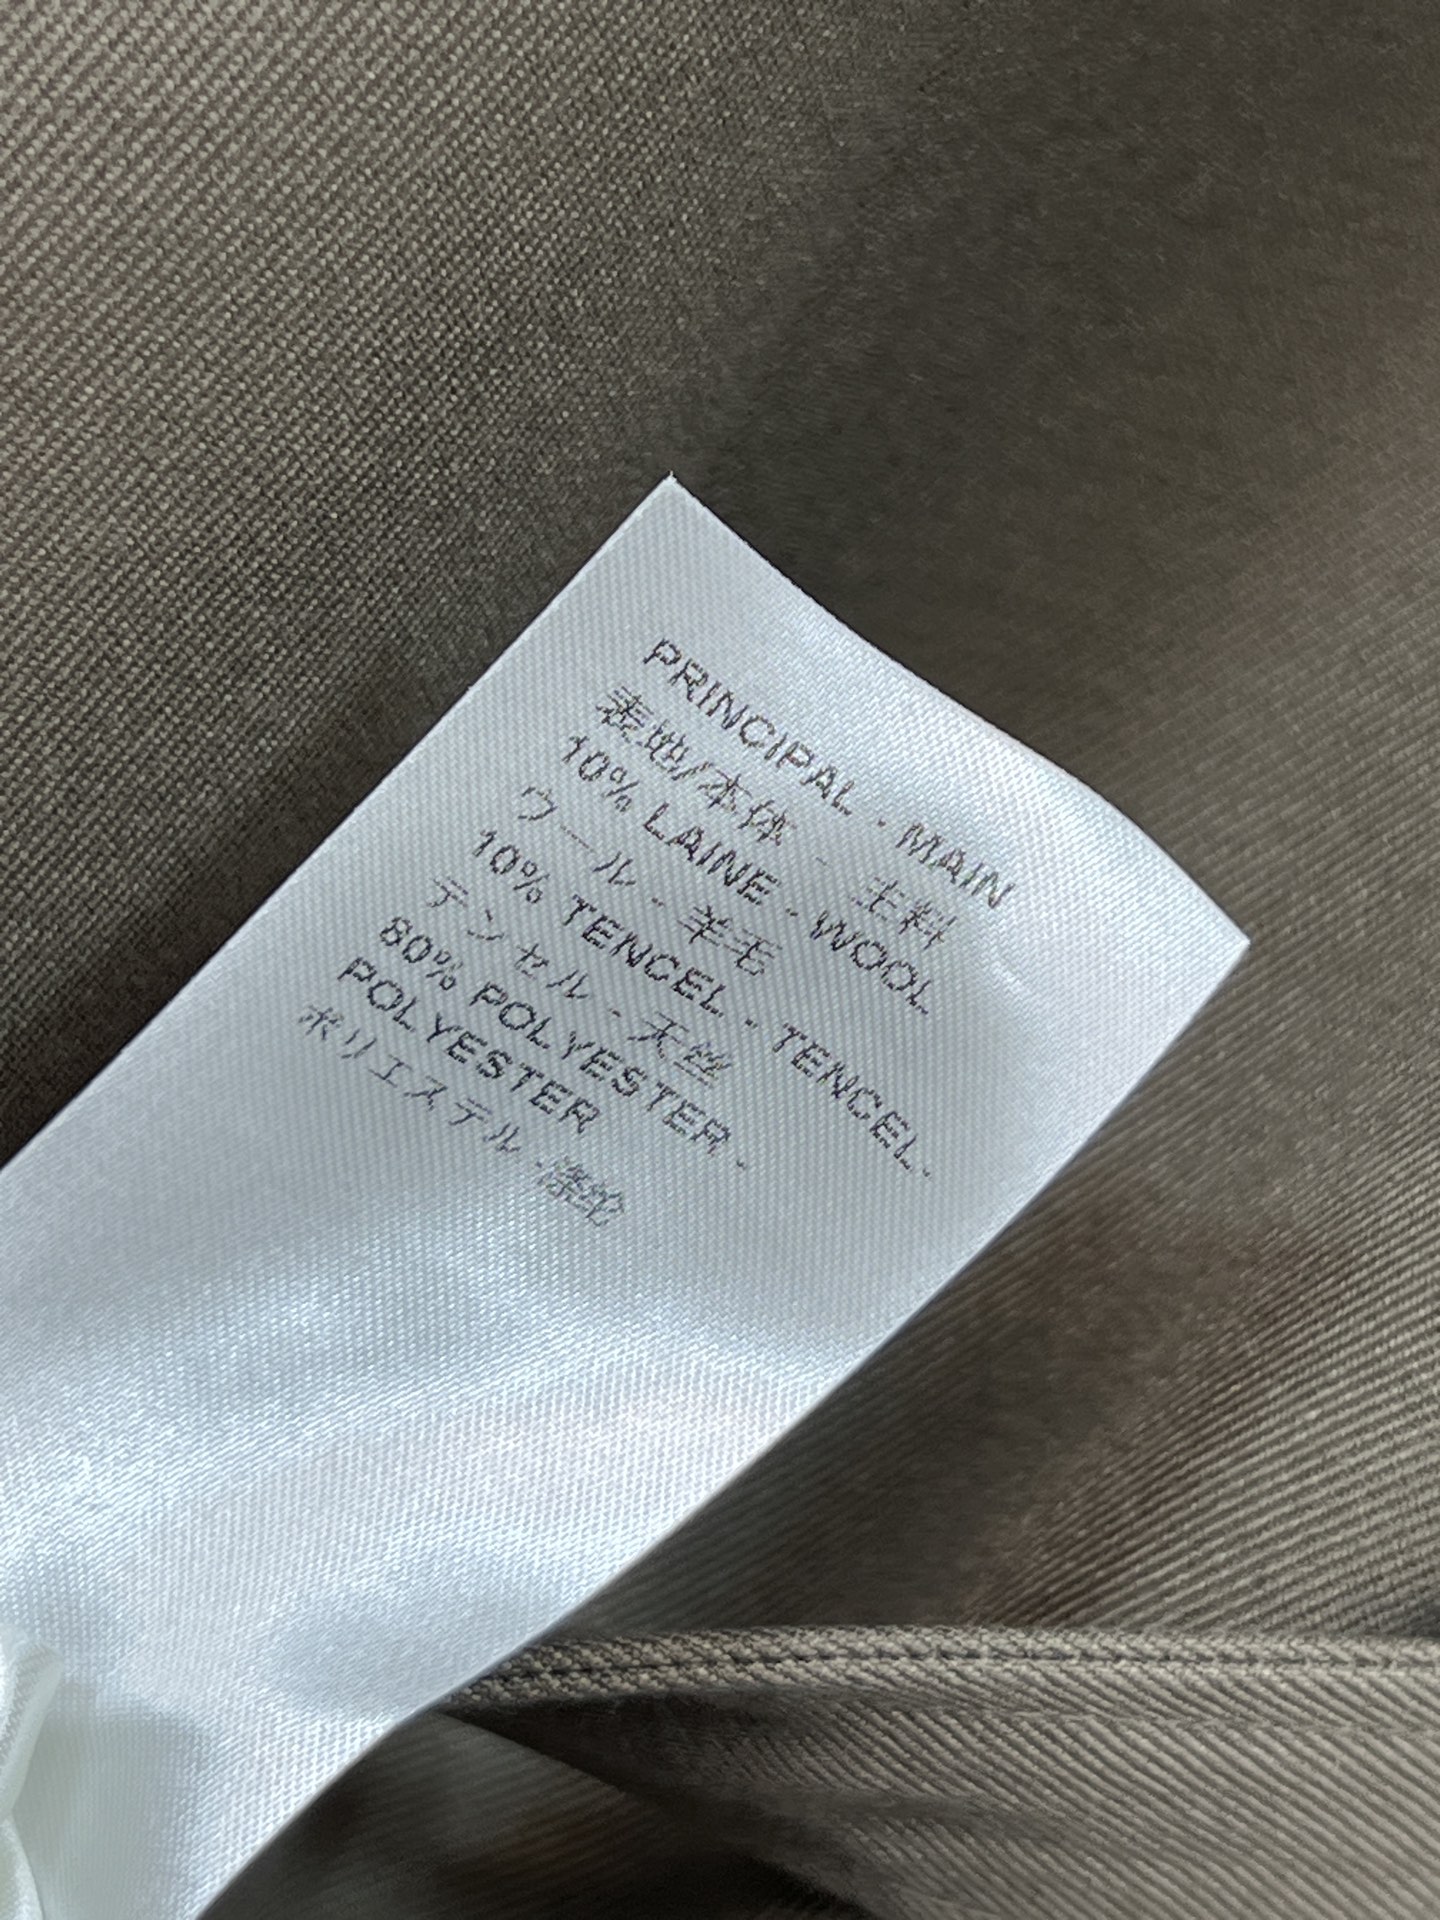 PRINCIPAL - MAIN
表地/本体 - 主料
10% LAINE - WOOL
ウール - 羊毛
10% TENCEL - TENCEL -
テンセル - 天丝
80% POLYESTER -
POLYESTER
ポリエステル - 涤纶